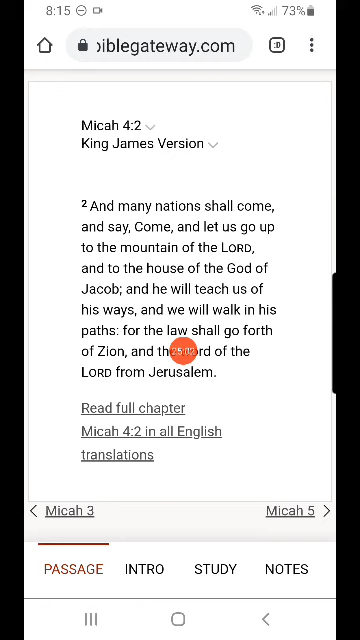 8:15 73%
biblegateway.com :D
Micah 4:2
King James Version
2 And many nations shall come,
and say, Come, and let us go up
to the mountain of the LORD,
and to the house of the God of
Jacob; and he will teach us of
his ways, and we will walk in his
paths: for the law shall go forth
of Zion, and the word of the
LORD from Jerusalem.
Read full chapter
Micah 4:2 in all English
translations
Micah 3 Micah 5
PASSAGE INTRO STUDY NOTES